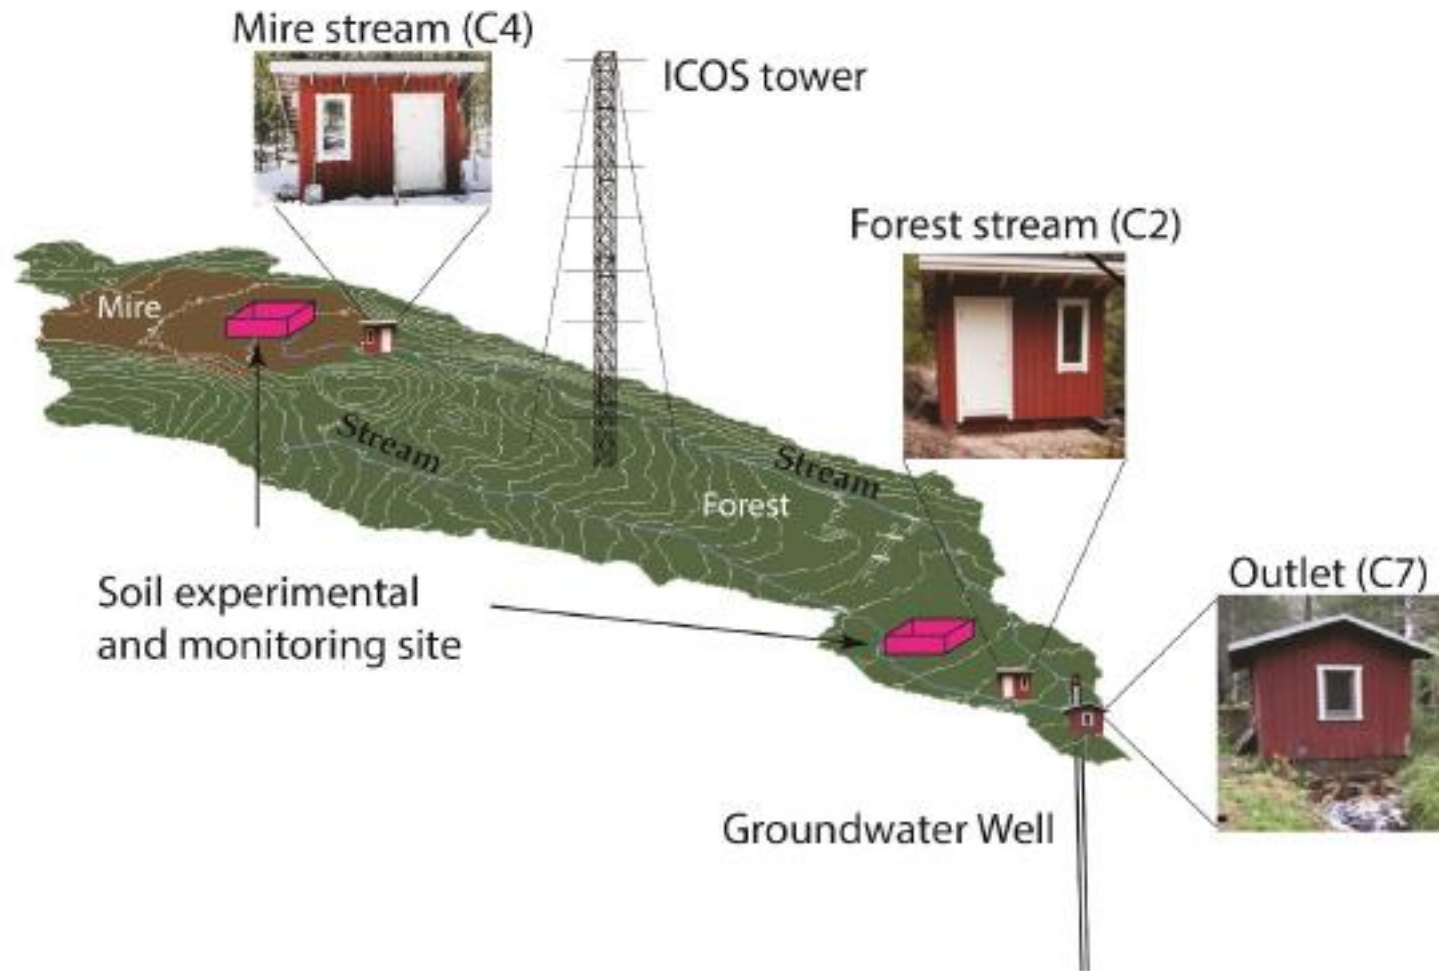 Mire stream (C4)
ICOS tower
Forest stream (C2)
Mire
Stream
Stream
Forest
Outlet (C7)
Soil experimental
and monitoring site
Groundwater Well